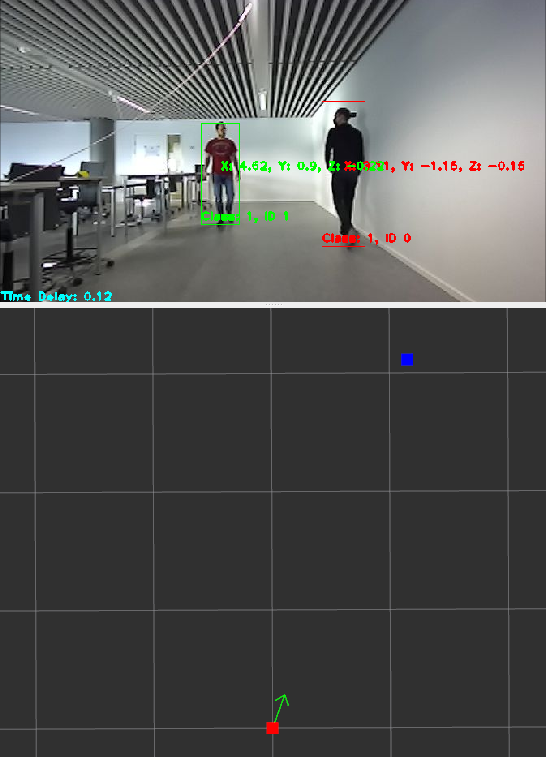 X: 4.62, Y: 0.9, Z:
Y: -1.15, Z: -0.16
Class: 1, ID 1
Class: 1, ID 0
Time Delay: 0.12